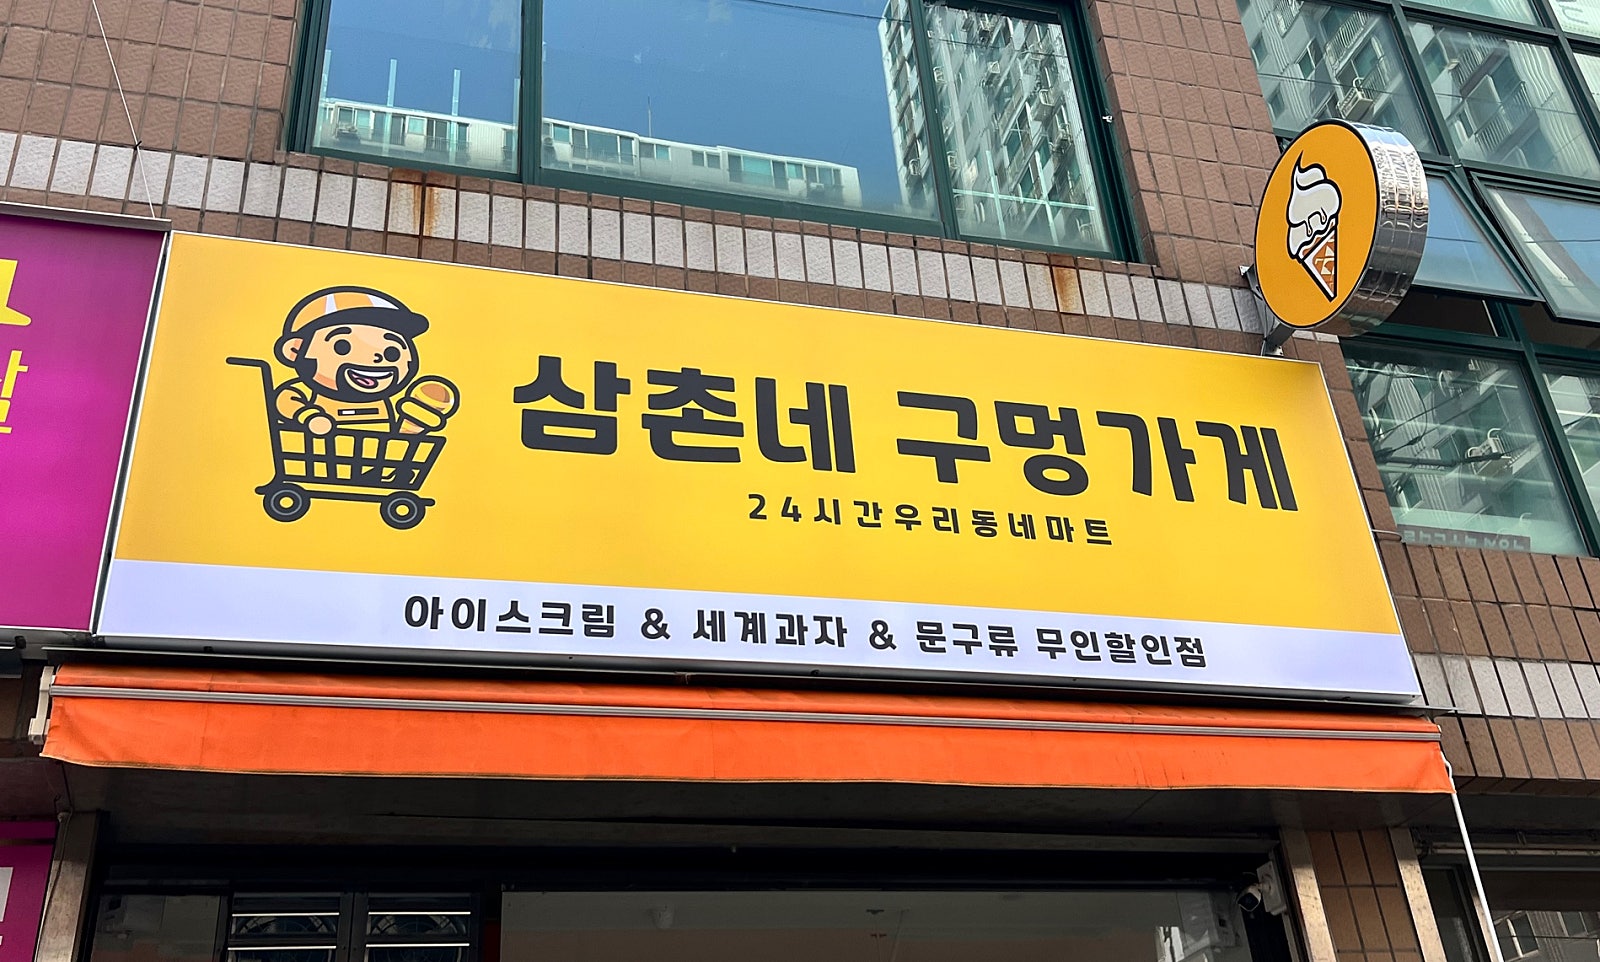 삼촌네 구멍가게
24시간우리동네마트
아이스크림 & 세계과자 & 문구류 무인할인점